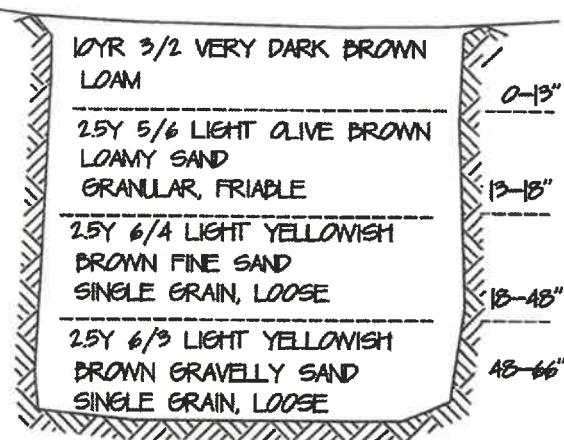 10YR 3/2 VERY DARK BROWN
LOAM
0-13"
2.5Y 5/6 LIGHT OLIVE BROWN
LOAMY SAND
GRANULAR, FRIABLE
13-18"
2.5Y 6/4 LIGHT YELLOWISH
BROWN FINE SAND
SINGLE GRAIN, LOOSE
18-48"
2.5Y 6/3 LIGHT YELLOWISH
BROWN GRAVELLY SAND
SINGLE GRAIN, LOOSE
48-66"